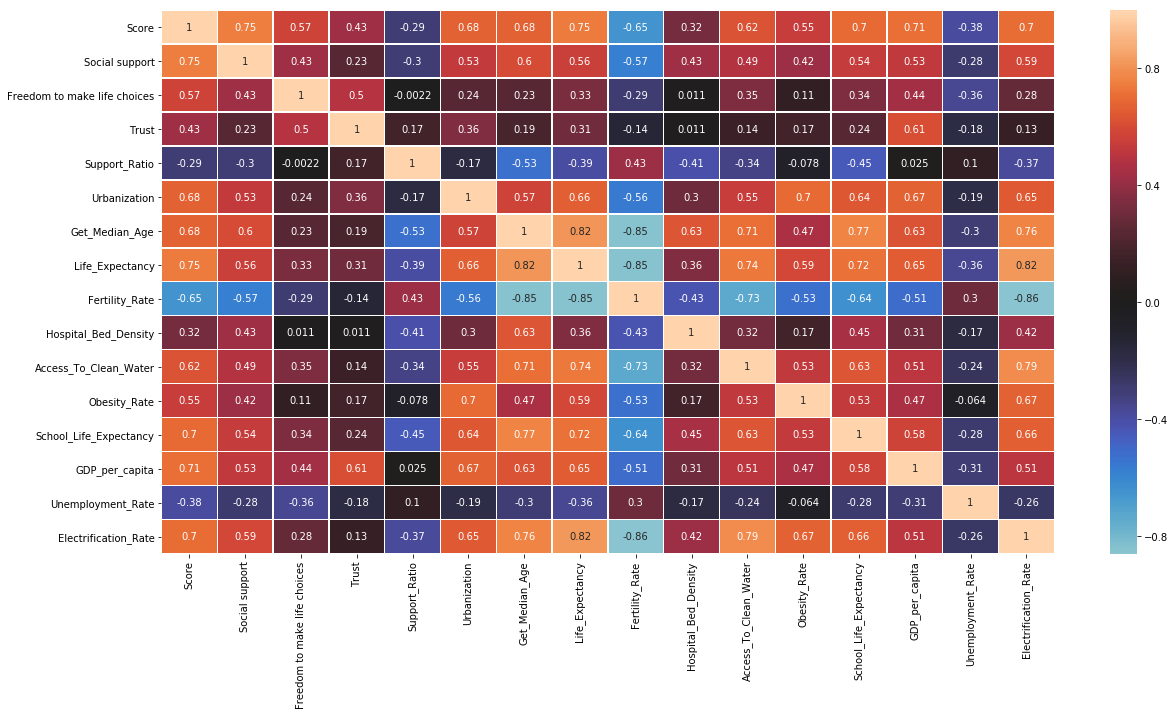 Score 1 0.75 0.57 0.43 -0.29 0.68 0.68 0.75 -0.65 0.32 0.62 0.55 0.7 0.71 -0.38 0.7
Social support 0.75 1 0.43 0.23 -0.3 0.53 0.6 0.56 -0.57 0.43 0.49 0.42 0.54 0.53 -0.28 0.59
Freedom to make life choices 0.57 0.43 1 0.5 -0.0022 0.24 0.23 0.33 -0.29 0.011 0.35 0.11 0.34 0.44 -0.36 0.28
Trust 0.43 0.23 0.5 1 0.17 0.36 0.19 0.31 -0.14 0.011 0.14 0.17 0.24 0.61 -0.18 0.13
Support_Ratio -0.29 -0.3 -0.0022 0.17 1 -0.17 -0.53 -0.39 0.43 -0.41 -0.34 -0.078 -0.45 0.025 0.1 -0.37
Urbanization 0.68 0.53 0.24 0.36 -0.17 1 0.57 0.66 -0.56 0.3 0.55 0.7 0.64 0.67 -0.19 0.65
Get_Median_Age 0.68 0.6 0.23 0.19 -0.53 0.57 1 0.82 -0.85 0.63 0.71 0.47 0.77 0.63 -0.3 0.76
Life_Expectancy 0.75 0.56 0.33 0.31 -0.39 0.66 0.82 1 -0.85 0.36 0.74 0.59 0.72 0.65 -0.36 0.82
Fertility_Rate -0.65 -0.57 -0.29 -0.14 0.43 -0.56 -0.85 -0.85 1 -0.43 -0.73 -0.53 -0.64 -0.51 0.3 -0.86
Hospital_Bed_Density 0.32 0.43 0.011 0.011 -0.41 0.3 0.63 0.36 -0.43 1 0.32 0.17 0.45 0.31 -0.17 0.42
Access_To_Clean_Water 0.62 0.49 0.35 0.14 -0.34 0.55 0.71 0.74 -0.73 0.32 1 0.53 0.63 0.51 -0.24 0.79
Obesity_Rate 0.55 0.42 0.11 0.17 -0.078 0.7 0.47 0.59 -0.53 0.17 0.53 1 0.53 0.47 -0.064 0.67
School_Life_Expectancy 0.7 0.54 0.34 0.24 -0.45 0.64 0.77 0.72 -0.64 0.45 0.63 0.53 1 0.58 -0.28 0.66
GDP_per_capita 0.71 0.53 0.44 0.61 0.025 0.67 0.63 0.65 -0.51 0.31 0.51 0.47 0.58 1 -0.31 0.51
Unemployment_Rate -0.38 -0.28 -0.36 -0.18 0.1 -0.19 -0.3 -0.36 0.3 -0.17 -0.24 -0.064 -0.28 -0.31 1 -0.26
Electrification_Rate 0.7 0.59 0.28 0.13 -0.37 0.65 0.76 0.82 -0.86 0.42 0.79 0.67 0.66 0.51 -0.26 1
Score
Social support
Freedom to make life choices
Trust
Support_Ratio
Urbanization
Get_Median_Age
Life_Expectancy
Fertility_Rate
Hospital_Bed_Density
Access_To_Clean_Water
Obesity_Rate
School_Life_Expectancy
GDP_per_capita
Unemployment_Rate
Electrification_Rate
0.8
0.4
0.0
−0.4
−0.8